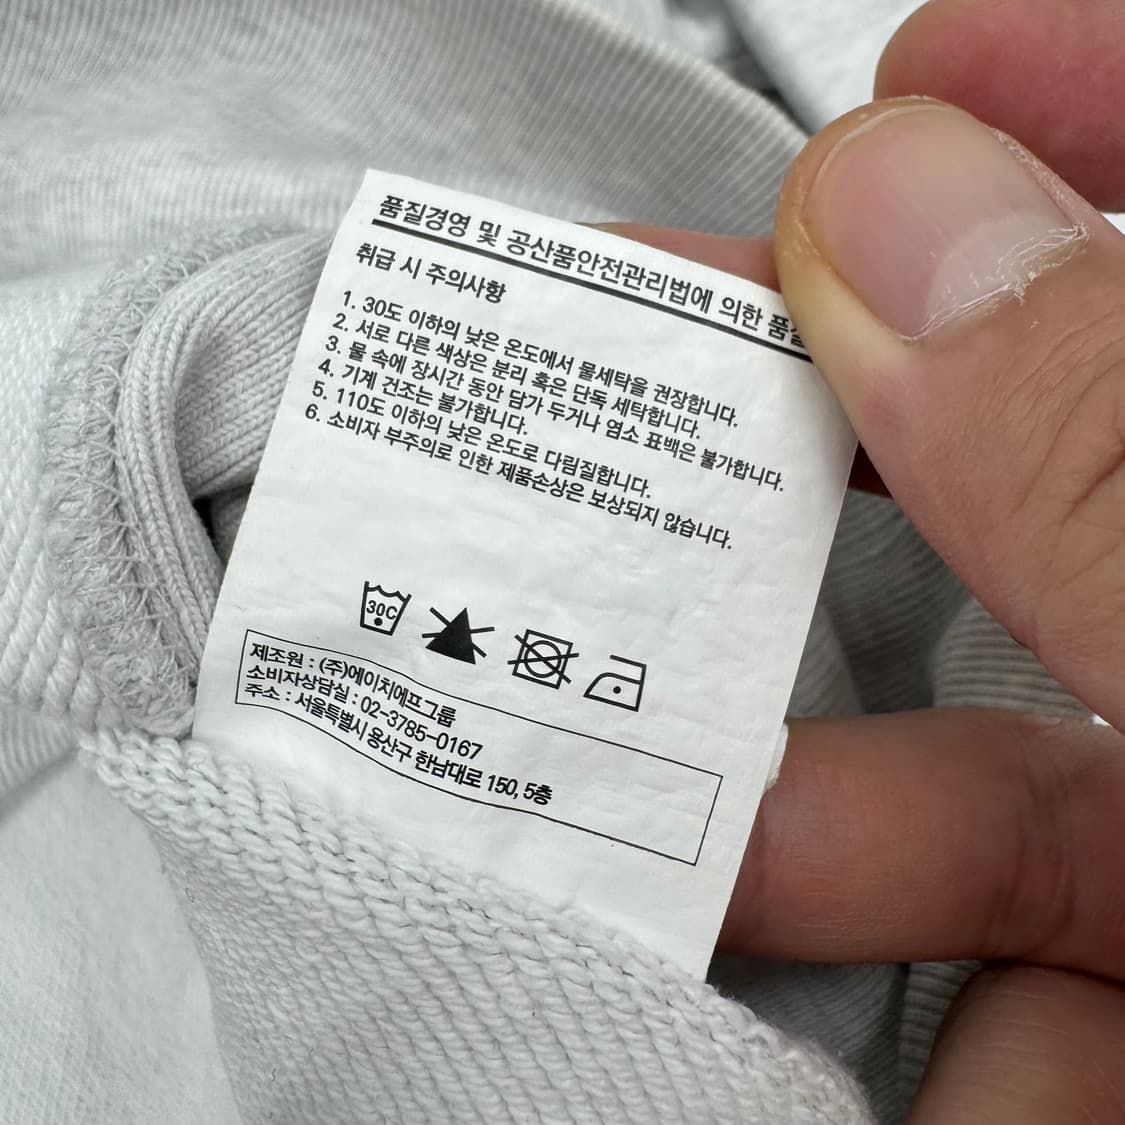 품질경영 및 공산품안전관리법에 의한
취급 시 주의사항
1. 30도 이하의 낮은 온도에서 물세탁을 권장합니다.
2. 서로 다른 색상은 분리 혹은 단독 세탁합니다.
3. 물 속에 장시간 동안 담가 두거나 염소 표백은 불가합니다.
4. 기계 건조는 불가합니다.
5. 110도 이하의 낮은 온도로 다림질합니다.
6. 소비자 부주의로 인한 제품손상은 보상되지 않습니다.
30C
제조원 : (주)에이치에프그룹
소비자상담실 : 02-3785-0167
주소 : 서울특별시 용산구 한남대로 150, 5층